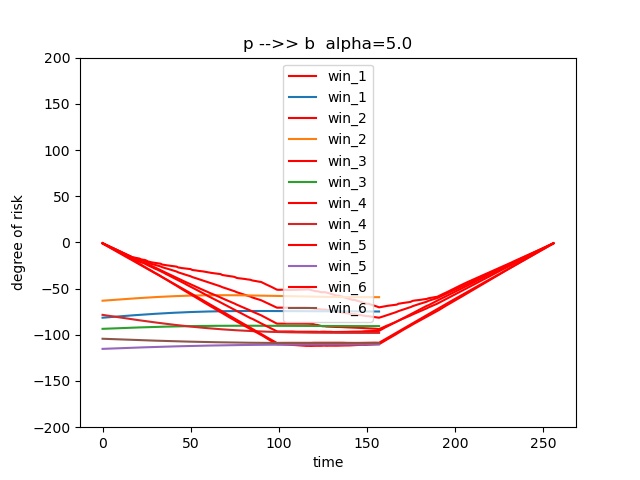 p -->> b  alpha=5.0
200
150
100
50
0
−50
−100
−150
−200
degree of risk
win_1
win_1
win_2
win_2
win_3
win_3
win_4
win_4
win_5
win_5
win_6
win_6
0 50 100 150 200 250
time